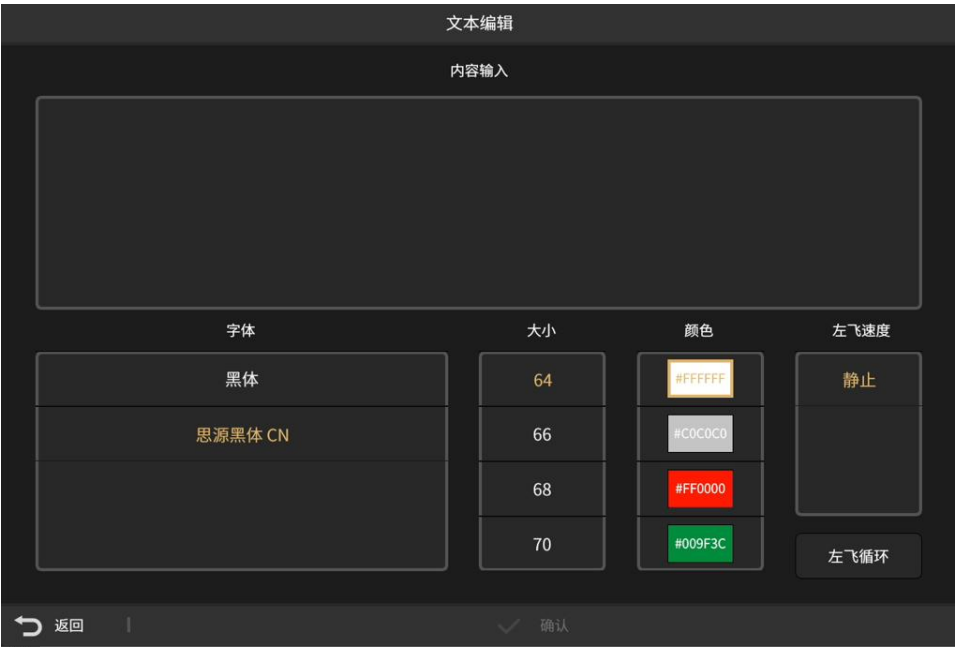 文本编辑
内容输入
字体
大小
颜色
左飞速度
黑体
64
#FFFFFF
静止
思源黑体 CN
66
#C0C0C0
68
#FF0000
70
#009F3C
左飞循环
返回
确认